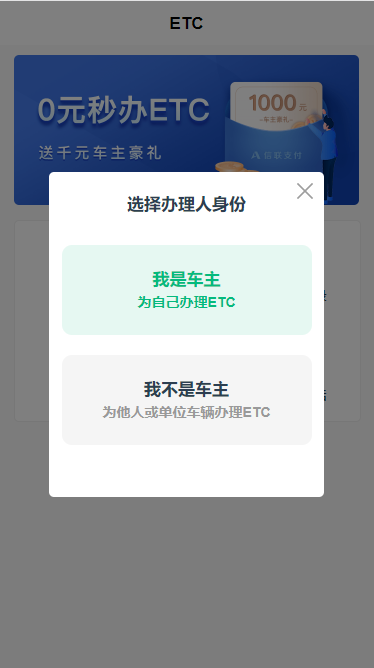 ETC
0元秒办ETC
送千元车主豪礼
1000元
车主豪礼
选择办理人身份
我是车主
为自己办理ETC
我不是车主
为他人或单位车辆办理ETC